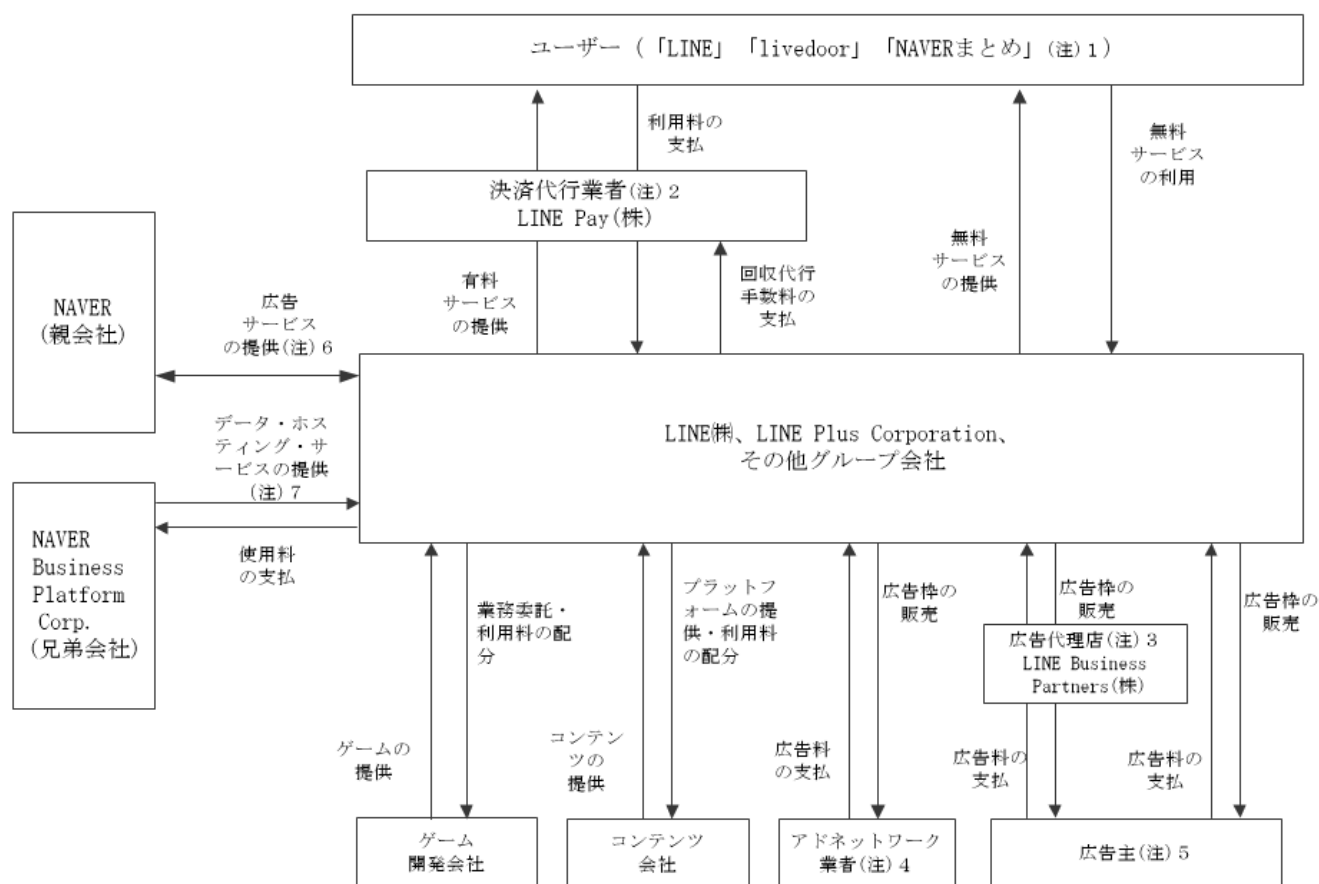 ユーザー（「LINE」「livedoor」「NAVERまとめ」(注)1）
利用料の
支払
無料
サービス
の利用
決済代行業者(注)2
LINE Pay(株)
有料
サービス
の提供
回収代行
手数料の
支払
無料
サービス
の提供
NAVER
(親会社)
広告
サービス
の提供(注)6
LINE㈱、LINE Plus Corporation、
その他グループ会社
データ・ホス
ティング・サ
ービスの提供
(注)7
NAVER
Business
Platform
Corp.
(兄弟会社)
使用料
の支払
業務委託・
利用料の配
分
プラットフ
ォームの提
供・利用料
の配分
広告枠の
販売
広告枠の
販売
広告枠の
販売
広告代理店(注)3
LINE Business
Partners(株)
ゲームの
提供
コンテン
ツの
提供
広告料
の支払
広告料の
支払
広告料の
支払
ゲーム
開発会社
コンテンツ
会社
アドネットワーク
業者(注)4
広告主(注)5